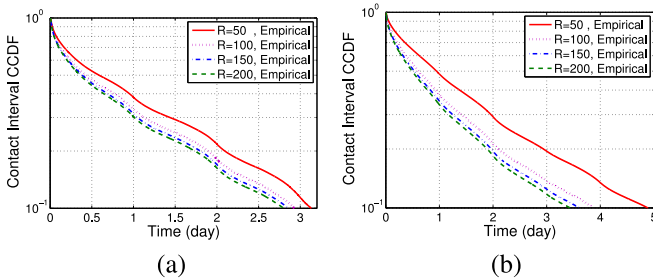 10^0
R=50 , Empirical
R=100, Empirical
R=150, Empirical
R=200, Empirical
Contact Interval CCDF
10^-1
0 0.5 1 1.5 2 2.5 3
Time (day)
(a)
10^0
R=50 , Empirical
R=100, Empirical
R=150, Empirical
R=200, Empirical
Contact Interval CCDF
10^-1
0 1 2 3 4 5
Time (day)
(b)